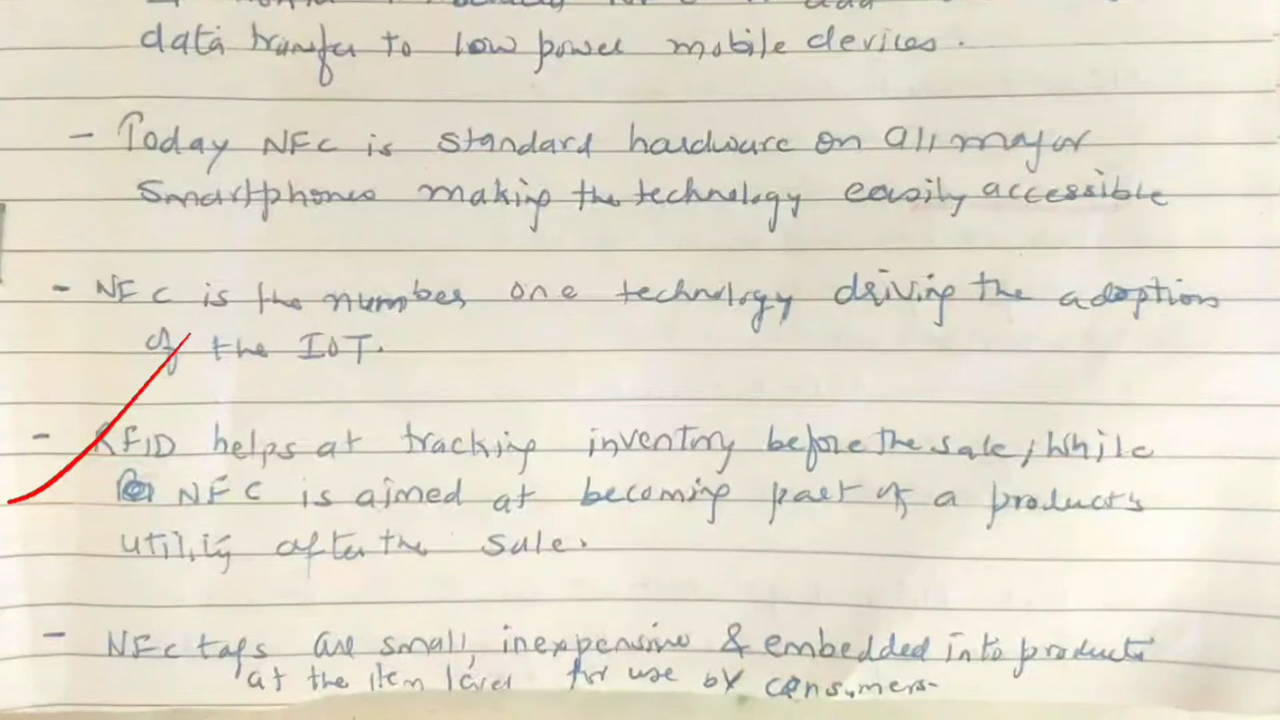 data transfer to low power mobile devices.
- Today NFC is standard hardware on all major
Smartphones making the technology easily accessible
- NFC is the number one technology driving the adoption
of the IOT.
- RFID helps at tracking inventory before the sale, while
NFC is aimed at becoming part of a product's
utility after the sale.
- NFC tags are small, inexpensive & embedded into products
at the item level for use by consumers.